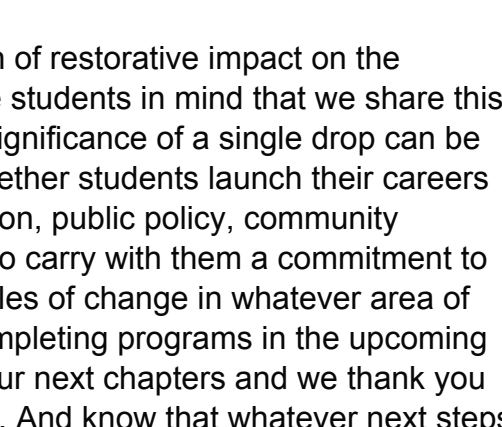 of restorative impact on the
students in mind that we share this
ignificance of a single drop can be
ether students launch their careers
on, public policy, community
o carry with them a commitment to
les of change in whatever area of
mpleting programs in the upcoming
ur next chapters and we thank you
. And know that whatever next steps